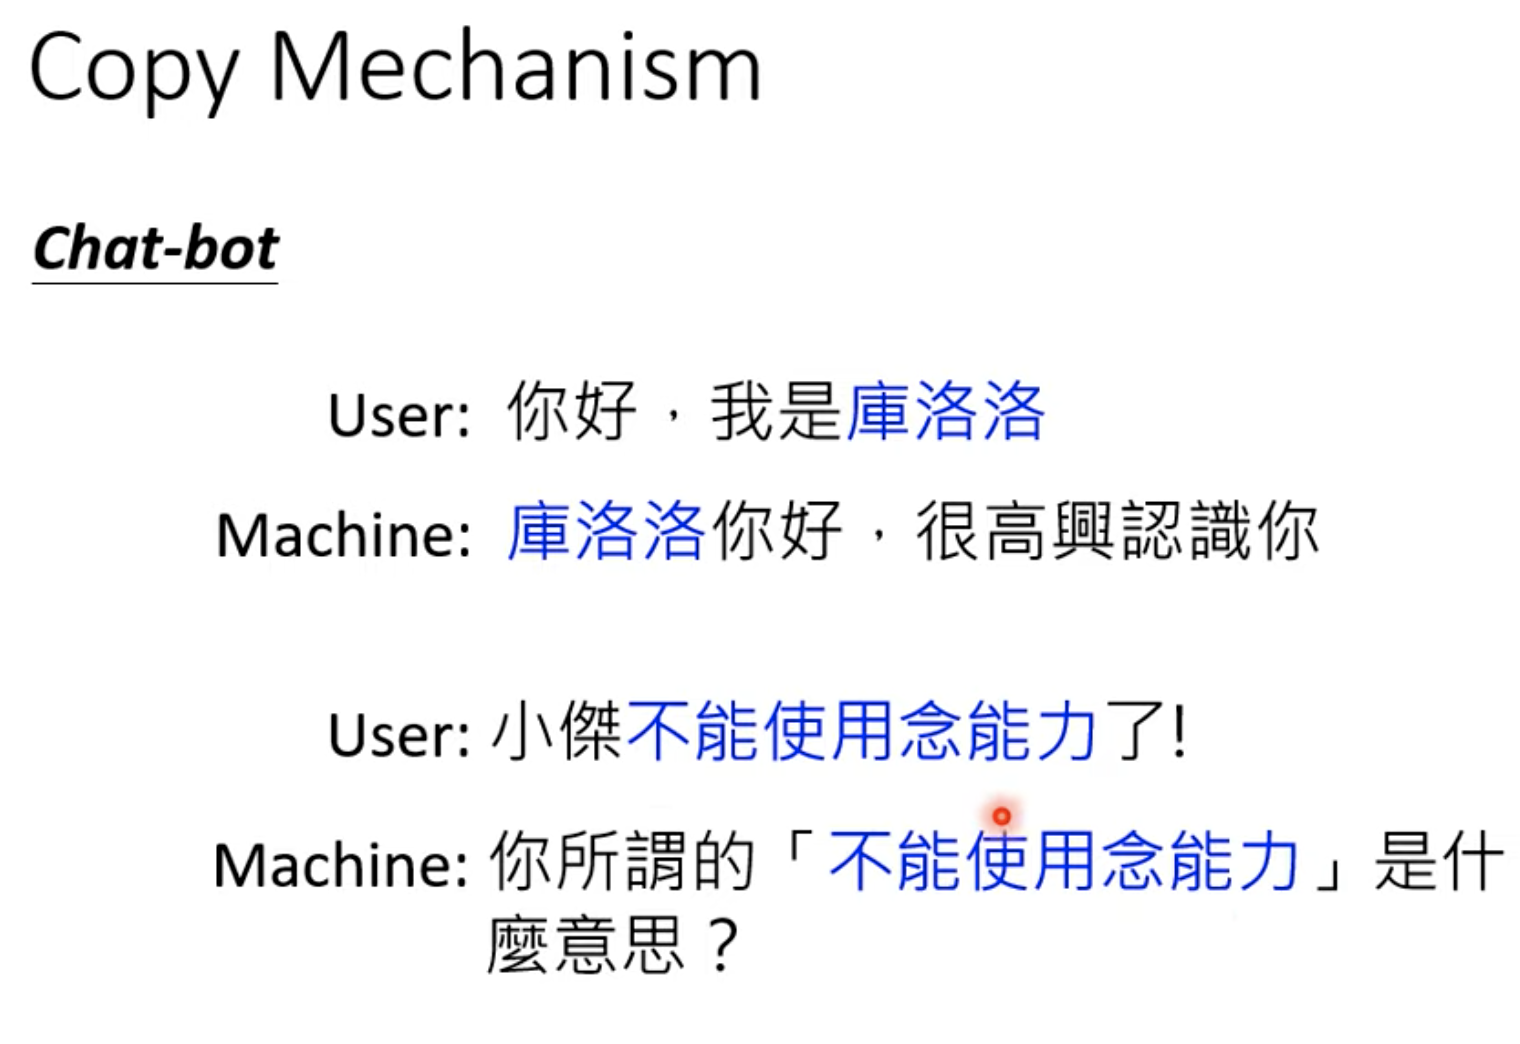 Copy Mechanism
Chat-bot
User: 你好，我是庫洛洛
Machine: 庫洛洛你好，很高興認識你
User: 小傑不能使用念能力了!
Machine: 你所謂的「不能使用念能力」是什
麼意思？